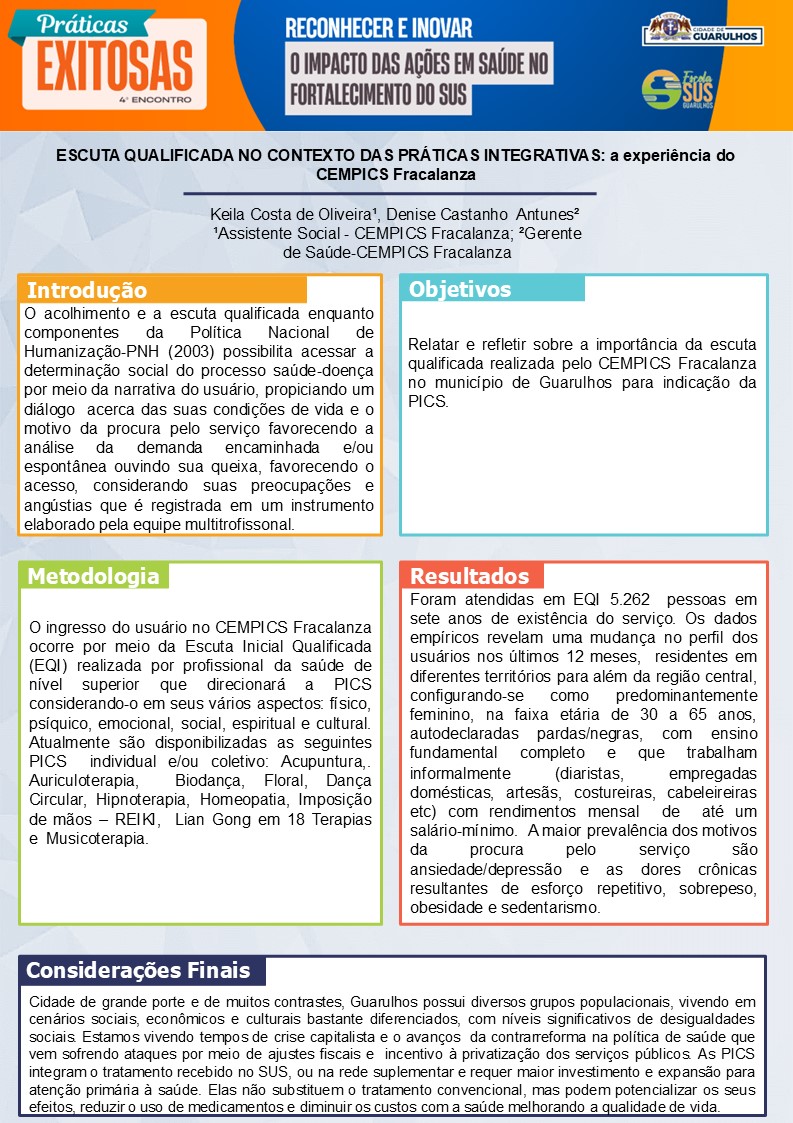 Práticas
EXITOSAS
4º ENCONTRO
RECONHECER E INOVAR
O IMPACTO DAS AÇÕES EM SAÚDE NO
FORTALECIMENTO DO SUS
CIDADE DE
GUARULHOS
Escola
SUS
GUARULHOS
ESCUTA QUALIFICADA NO CONTEXTO DAS PRÁTICAS INTEGRATIVAS: a experiência do
CEMPICS Fracalanza
Keila Costa de Oliveira¹, Denise Castanho Antunes²
¹Assistente Social - CEMPICS Fracalanza; ²Gerente
de Saúde-CEMPICS Fracalanza
Introdução
O acolhimento e a escuta qualificada enquanto
componentes da Política Nacional de
Humanização-PNH (2003) possibilita acessar a
determinação social do processo saúde-doença
por meio da narrativa do usuário, propiciando um
diálogo acerca das suas condições de vida e o
motivo da procura pelo serviço favorecendo a
análise da demanda encaminhada e/ou
espontânea ouvindo sua queixa, favorecendo o
acesso, considerando suas preocupações e
angústias que é registrada em um instrumento
elaborado pela equipe multitrofissonal.
Objetivos
Relatar e refletir sobre a importância da escuta
qualificada realizada pelo CEMPICS Fracalanza
no município de Guarulhos para indicação da
PICS.
Metodologia
O ingresso do usuário no CEMPICS Fracalanza
ocorre por meio da Escuta Inicial Qualificada
(EQI) realizada por profissional da saúde de
nível superior que direcionará a PICS
considerando-o em seus vários aspectos: físico,
psíquico, emocional, social, espiritual e cultural.
Atualmente são disponibilizadas as seguintes
PICS individual e/ou coletivo: Acupuntura,.
Auriculoterapia, Biodança, Floral, Dança
Circular, Hipnoterapia, Homeopatia, Imposição
de mãos – REIKI, Lian Gong em 18 Terapias
e Musicoterapia.
Resultados
Foram atendidas em EQI 5.262 pessoas em
sete anos de existência do serviço. Os dados
empíricos revelam uma mudança no perfil dos
usuários nos últimos 12 meses, residentes em
diferentes territórios para além da região central,
configurando-se como predominantemente
feminino, na faixa etária de 30 a 65 anos,
autodeclaradas pardas/negras, com ensino
fundamental completo e que trabalham
informalmente (diaristas, empregadas
domésticas, artesãs, costureiras, cabeleireiras
etc) com rendimentos mensal de até um
salário-mínimo. A maior prevalência dos motivos
da procura pelo serviço são
ansiedade/depressão e as dores crônicas
resultantes de esforço repetitivo, sobrepeso,
obesidade e sedentarismo.
Considerações Finais
Cidade de grande porte e de muitos contrastes, Guarulhos possui diversos grupos populacionais, vivendo em
cenários sociais, econômicos e culturais bastante diferenciados, com níveis significativos de desigualdades
sociais. Estamos vivendo tempos de crise capitalista e o avanços da contrarreforma na política de saúde que
vem sofrendo ataques por meio de ajustes fiscais e incentivo à privatização dos serviços públicos. As PICS
integram o tratamento recebido no SUS, ou na rede suplementar e requer maior investimento e expansão para
atenção primária à saúde. Elas não substituem o tratamento convencional, mas podem potencializar os seus
efeitos, reduzir o uso de medicamentos e diminuir os custos com a saúde melhorando a qualidade de vida.